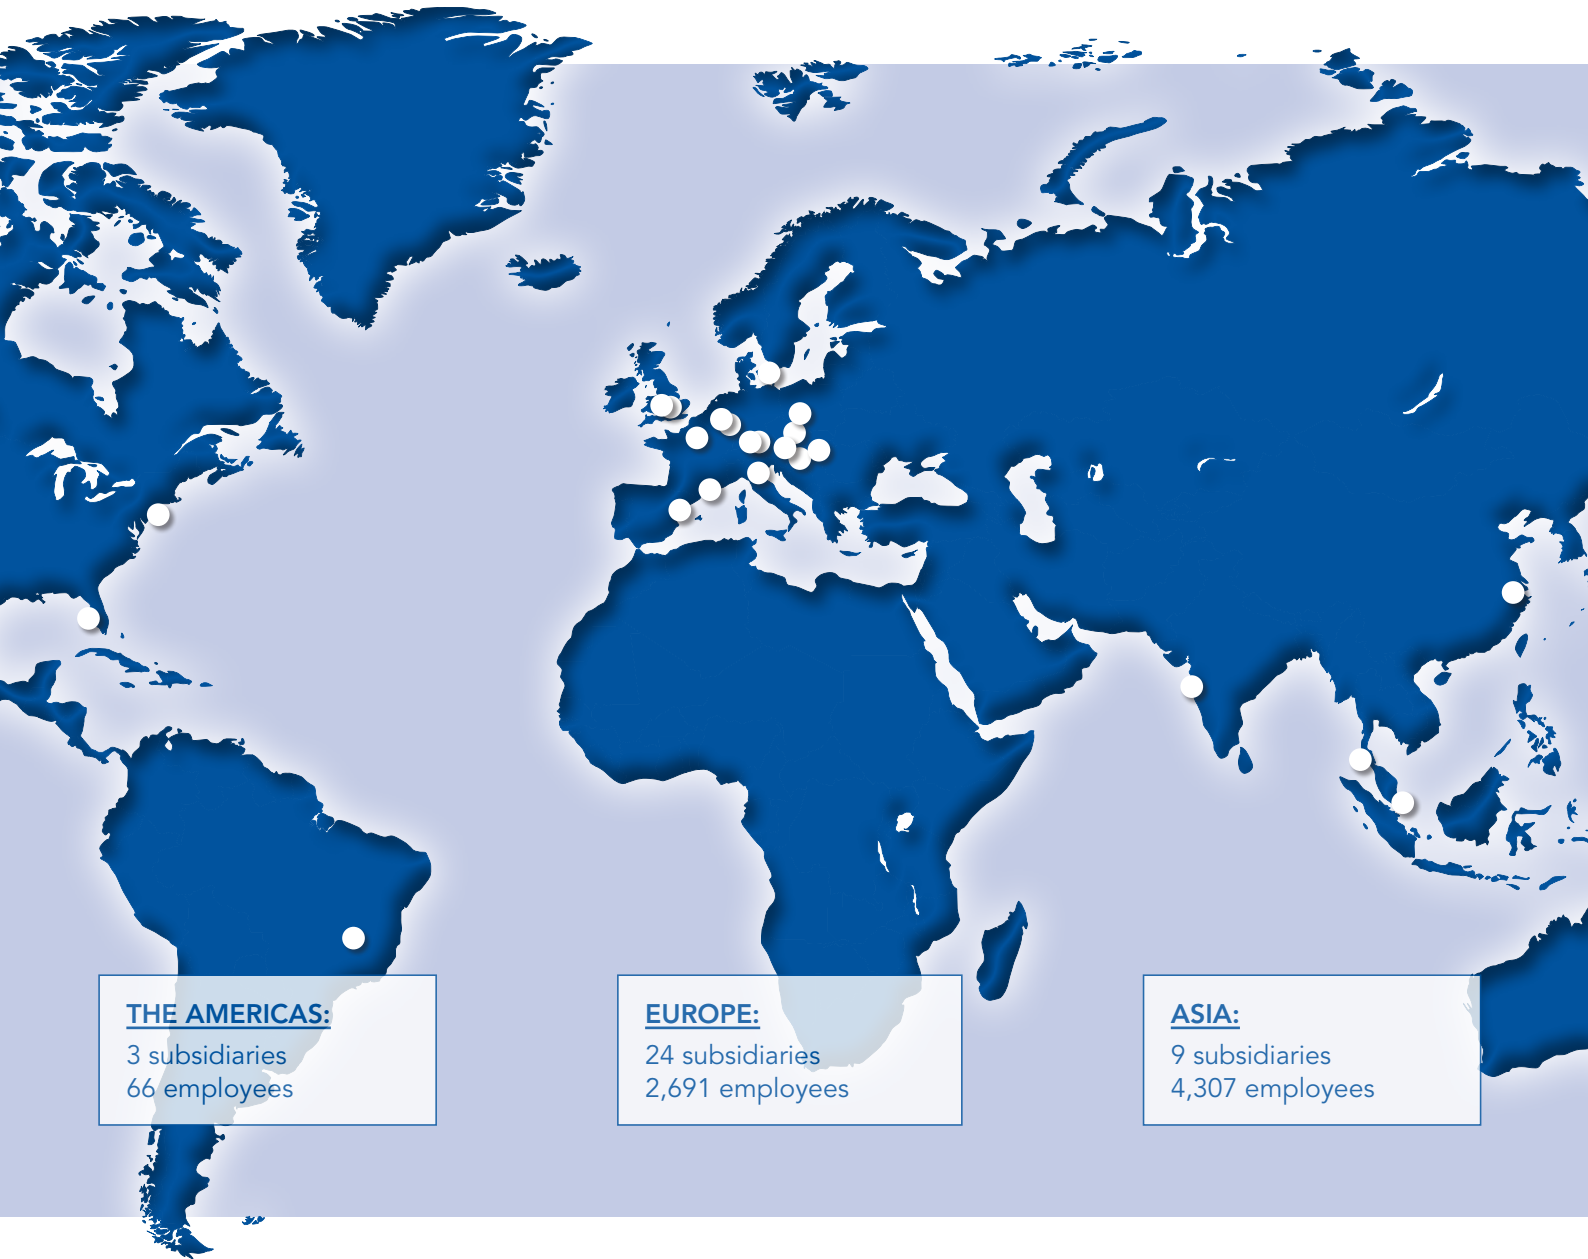 THE AMERICAS:
3 subsidiaries
66 employees
EUROPE:
24 subsidiaries
2,691 employees
ASIA:
9 subsidiaries
4,307 employees